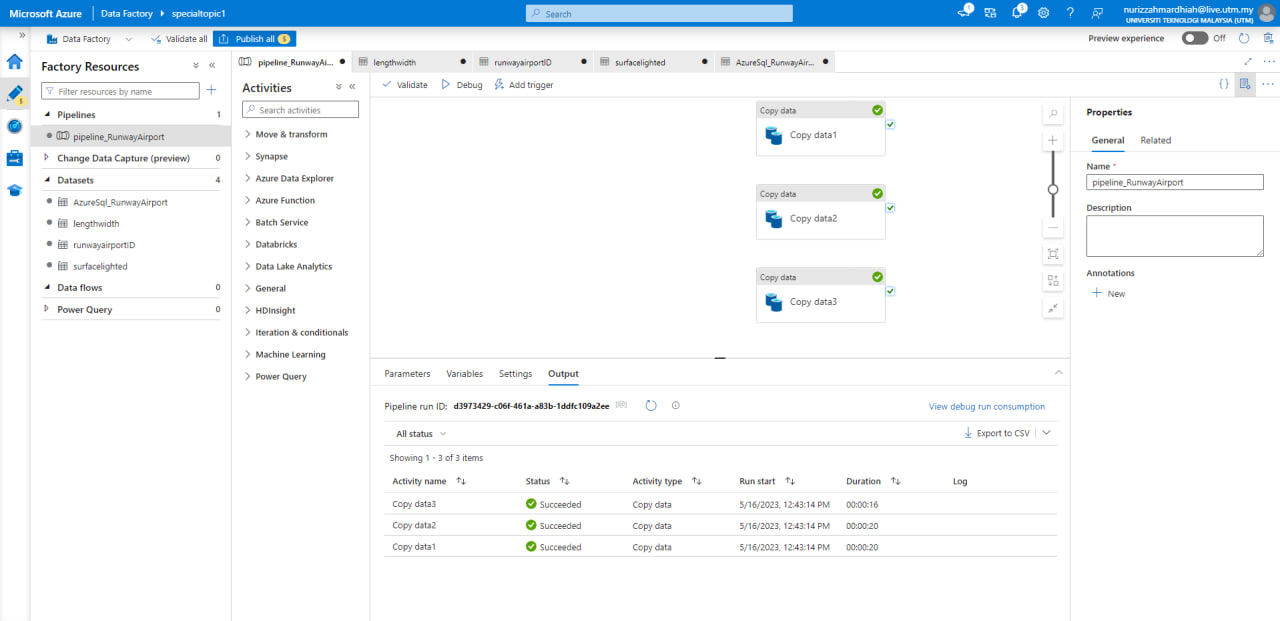 Microsoft Azure
Data Factory
specialtopic1
Search
1
3
nurizzahmardhiah@live.utm.my
UNIVERSITI TEKNOLOGI MALAYSIA (UTM)
Data Factory
Validate all
Publish all 5
Preview experience
Off
Factory Resources
Filter resources by name
Pipelines 1
pipeline_RunwayAirport
Change Data Capture (preview) 0
Datasets 4
AzureSql_RunwayAirport
lengthwidth
runwayairportID
surfacelighted
Data flows 0
Power Query 0
pipeline_RunwayAi...
lengthwidth
runwayairportID
surfacelighted
AzureSql_RunwayAir...
Activities
Search activities
Move & transform
Synapse
Azure Data Explorer
Azure Function
Batch Service
Databricks
Data Lake Analytics
General
HDInsight
Iteration & conditionals
Machine Learning
Power Query
Validate
Debug
Add trigger
Copy data
Copy data1
Copy data
Copy data2
Copy data
Copy data3
Properties
General
Related
Name *
pipeline_RunwayAirport
Description
Annotations
New
Parameters
Variables
Settings
Output
Pipeline run ID: d3973429-c06f-461a-a83b-1ddfc109a2ee
View debug run consumption
All status
Export to CSV
Showing 1 - 3 of 3 items
Activity name Status Activity type Run start Duration Log
Copy data3 Succeeded Copy data 5/16/2023, 12:43:14 PM 00:00:16
Copy data2 Succeeded Copy data 5/16/2023, 12:43:14 PM 00:00:20
Copy data1 Succeeded Copy data 5/16/2023, 12:43:14 PM 00:00:20